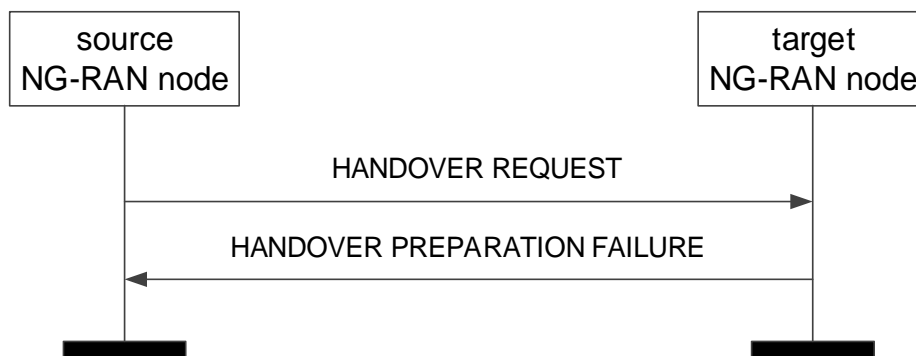 source
NG-RAN node
target
NG-RAN node
HANDOVER REQUEST
HANDOVER PREPARATION FAILURE